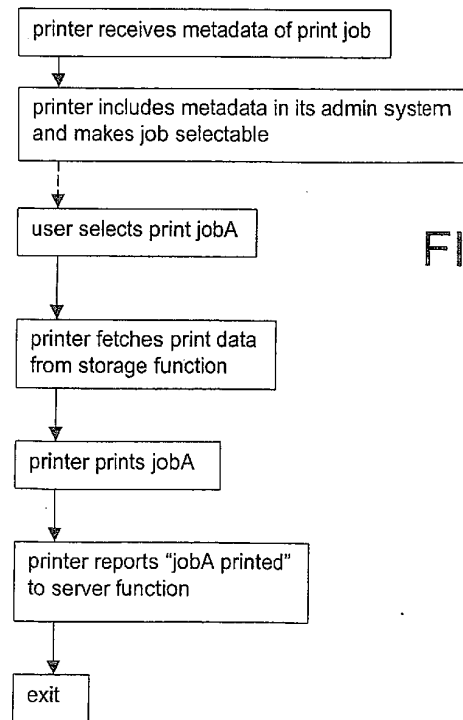 printer receives metadata of print job
printer includes metadata in its admin system
and makes job selectable
user selects print jobA
FI
printer fetches print data
from storage function
printer prints jobA
printer reports “jobA printed”
to server function
exit